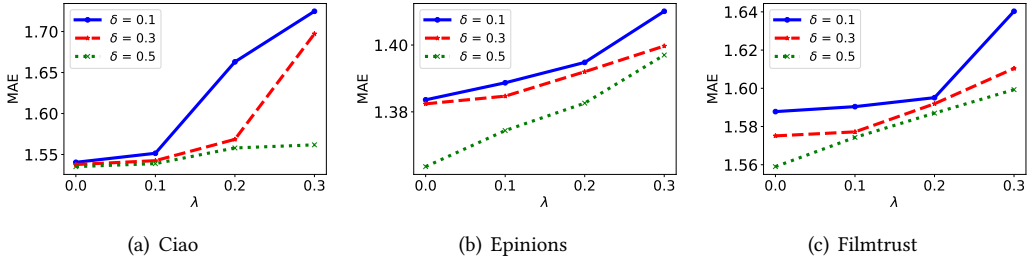 δ = 0.1
δ = 0.3
δ = 0.5
1.70
1.65
1.60
1.55
MAE
0.0 0.1 0.2 0.3
λ
(a) Ciao
δ = 0.1
δ = 0.3
δ = 0.5
1.40
1.38
MAE
0.0 0.1 0.2 0.3
λ
(b) Epinions
δ = 0.1
δ = 0.3
δ = 0.5
1.64
1.62
1.60
1.58
1.56
MAE
0.0 0.1 0.2 0.3
λ
(c) Filmtrust